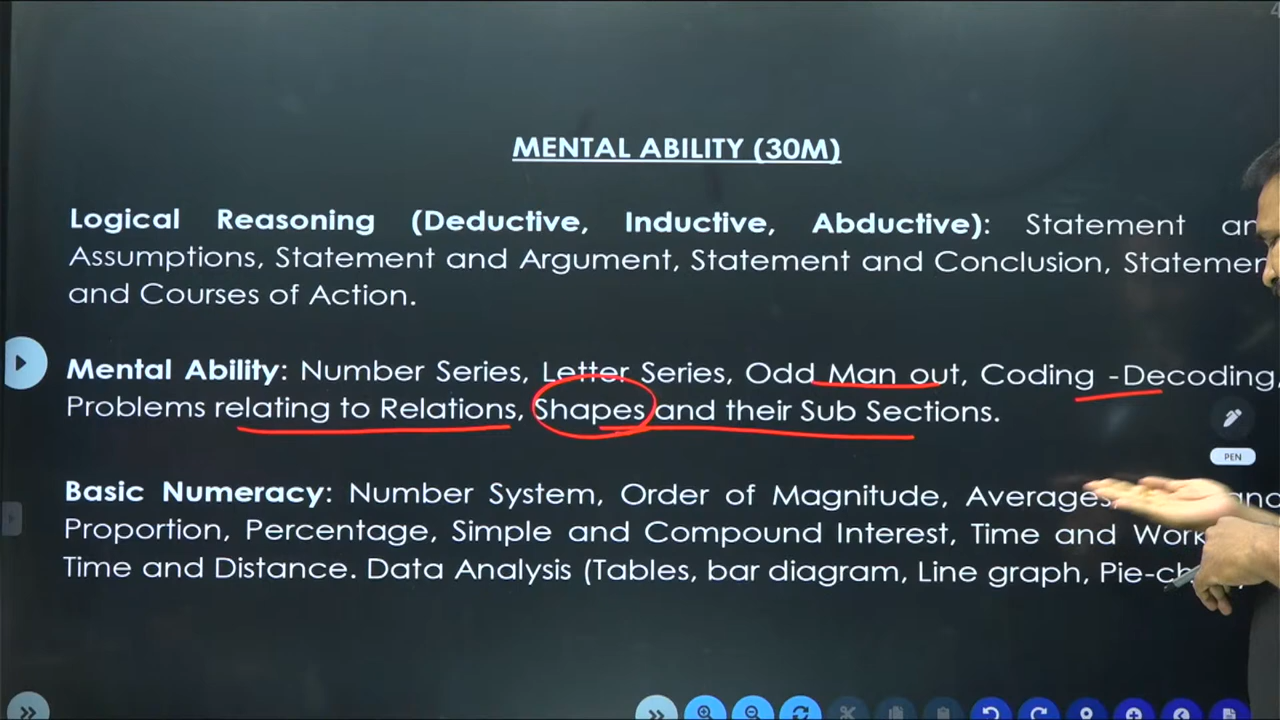 MENTAL ABILITY (30M)
Logical Reasoning (Deductive, Inductive, Abductive): Statement
Assumptions, Statement and Argument, Statement and Conclusion,
and Courses of Action.
Mental Ability: Number Series, Letter Series, Odd Man out, Coding -Decoding,
Problems relating to Relations, Shapes and their Sub Sections.
PEN
Basic Numeracy: Number System, Order of Magnitude, Averages,
Proportion, Percentage, Simple and Compound Interest, Time and Work
Time and Distance. Data Analysis (Tables, bar diagram, Line graph,